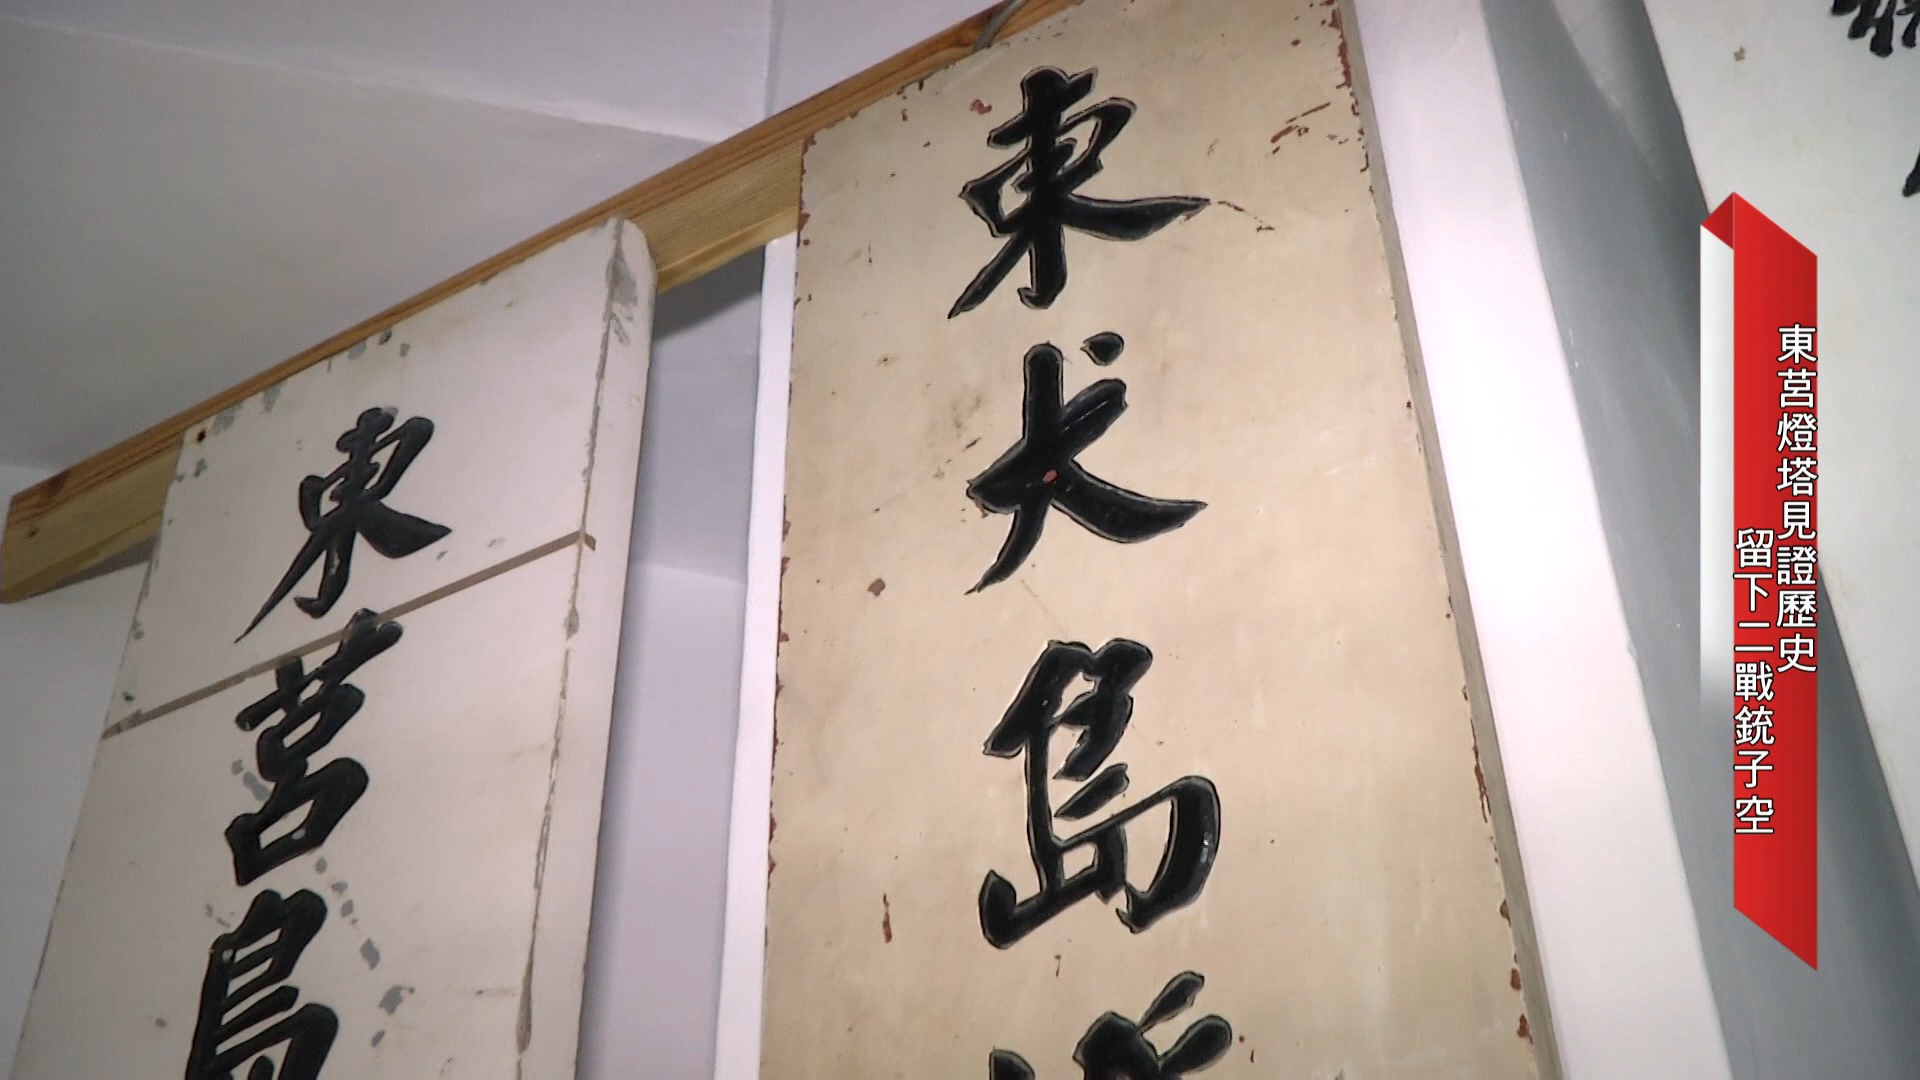 東莒燈塔見證歷史
留下二戰銃子空
東犬島
東莒島